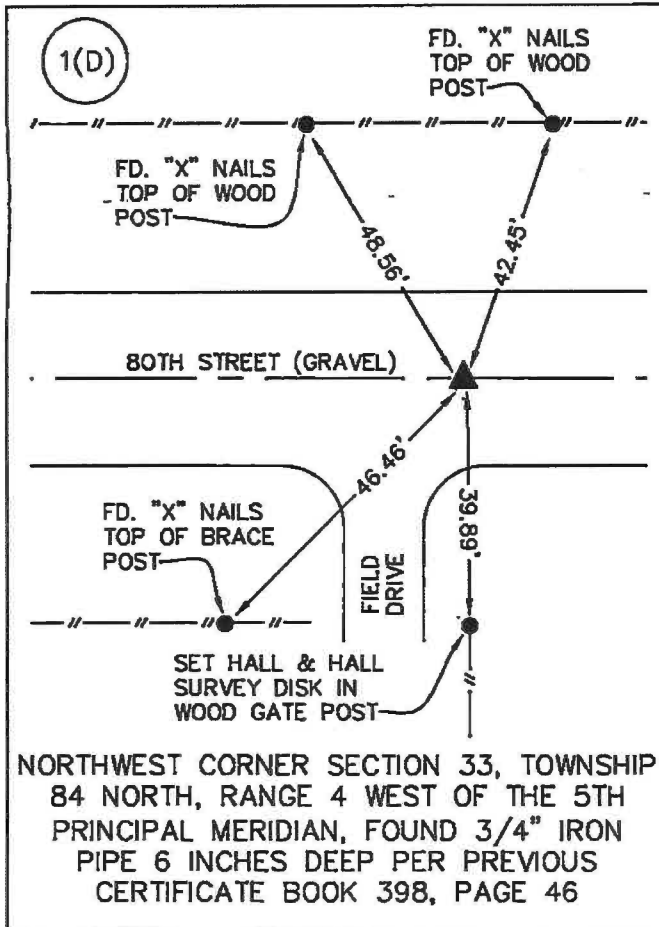 1(D)
FD. "X" NAILS
TOP OF WOOD
POST
FD. "X" NAILS
TOP OF WOOD
POST
48.56'
42.45'
80TH STREET (GRAVEL)
46.46'
39.89'
FD. "X" NAILS
TOP OF BRACE
POST
FIELD
DRIVE
SET HALL & HALL
SURVEY DISK IN
WOOD GATE POST
NORTHWEST CORNER SECTION 33, TOWNSHIP
84 NORTH, RANGE 4 WEST OF THE 5TH
PRINCIPAL MERIDIAN, FOUND 3/4" IRON
PIPE 6 INCHES DEEP PER PREVIOUS
CERTIFICATE BOOK 398, PAGE 46